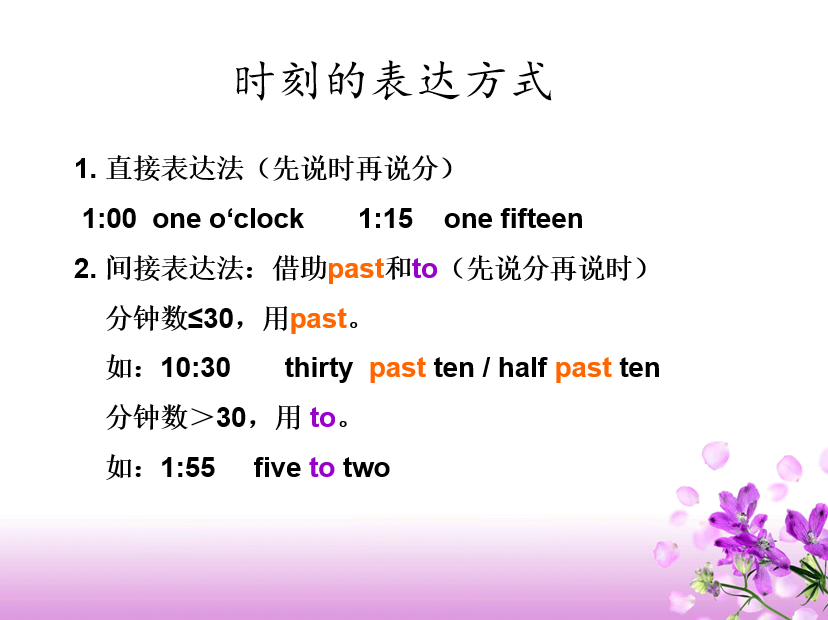 时刻的表达方式
1. 直接表达法（先说时再说分）
1:00 one o‘clock 1:15 one fifteen
2. 间接表达法：借助past和to（先说分再说时）
分钟数≤30，用past。
如：10:30 thirty past ten / half past ten
分钟数＞30，用 to。
如：1:55 five to two